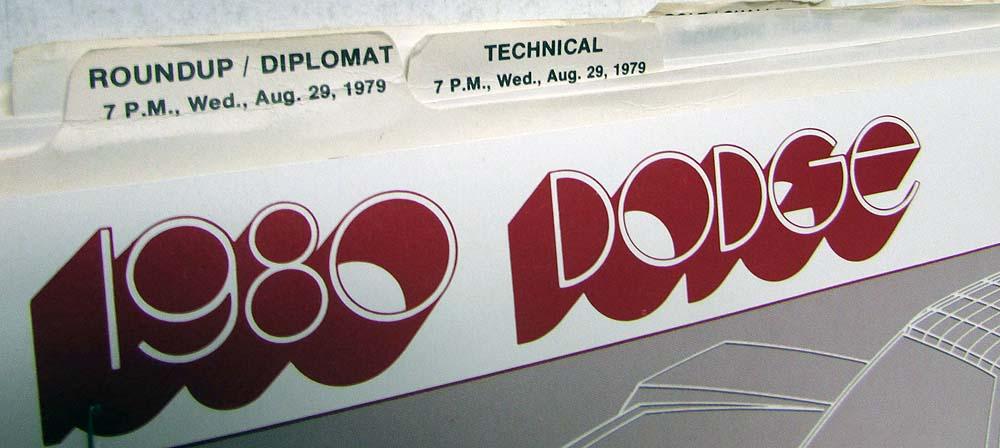 ROUNDUP / DIPLOMAT
7 P.M., Wed., Aug. 29, 1979
TECHNICAL
7 P.M., Wed., Aug. 29, 1979
1980 DODGE